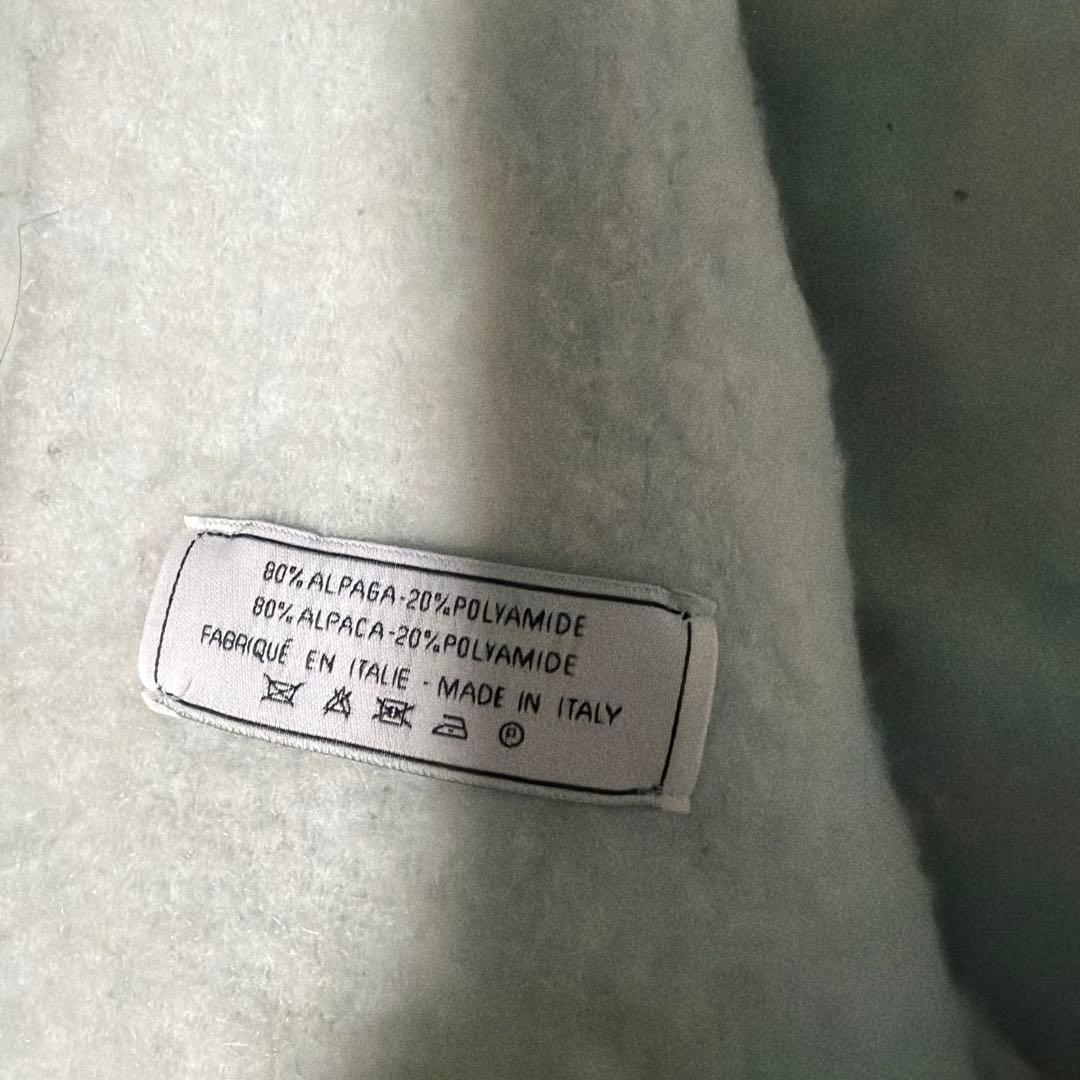 80% ALPAGA-20% POLYAMIDE
80% ALPACA-20% POLYAMIDE
FABRIQUÉ EN ITALIE - MADE IN ITALY
P